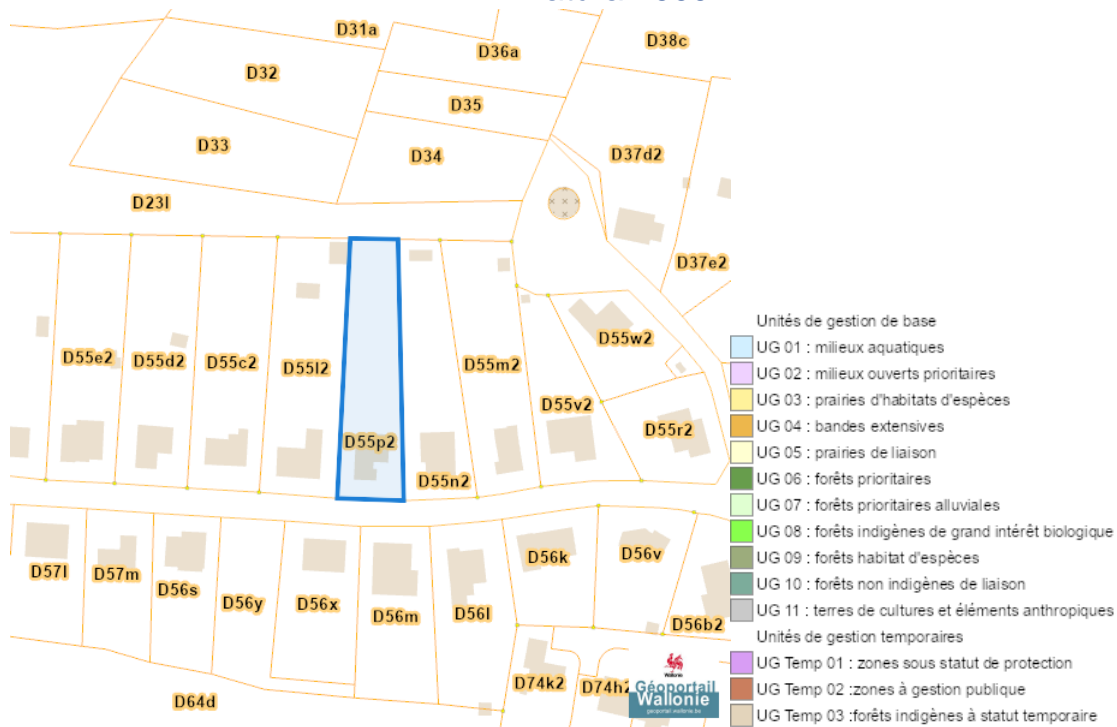 D31a
D36a
D38c
D32
D35
D33
D34
D37d2
D23l
D37e2
D55e2
D55d2
D55c2
D55l2
D55m2
D55w2
D55v2
D55p2
D55n2
D55r2
D57l
D57m
D56s
D56y
D56x
D56m
D56l
D56k
D56v
D56b2
D64d
D74k2
D74h2
Wallonie
Géoportail
Wallonie
geoportail.wallonie.be
Unités de gestion de base
UG 01 : milieux aquatiques
UG 02 : milieux ouverts prioritaires
UG 03 : prairies d'habitats d'espèces
UG 04 : bandes extensives
UG 05 : prairies de liaison
UG 06 : forêts prioritaires
UG 07 : forêts prioritaires alluviales
UG 08 : forêts indigènes de grand intérêt biologique
UG 09 : forêts habitat d'espèces
UG 10 : forêts non indigènes de liaison
UG 11 : terres de cultures et éléments anthropiques
Unités de gestion temporaires
UG Temp 01 : zones sous statut de protection
UG Temp 02 :zones à gestion publique
UG Temp 03 :forêts indigènes à statut temporaire